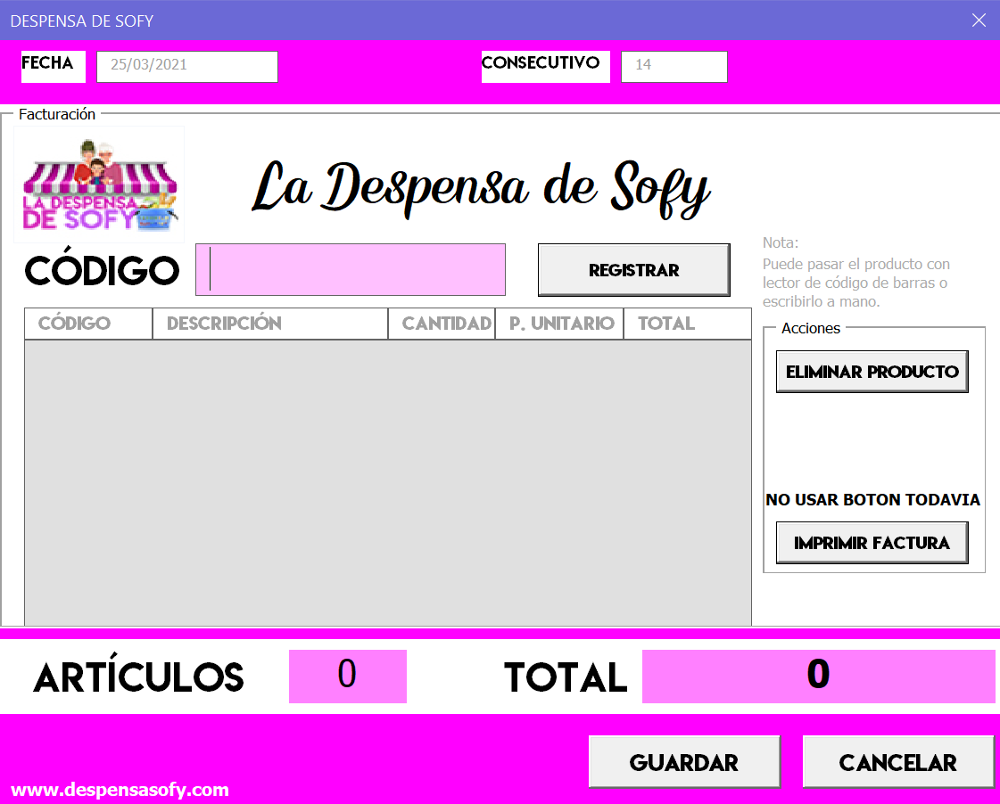 DESPENSA DE SOFY
FECHA 25/03/2021 CONSECUTIVO 14
Facturación
LA DESPENSA
DE SOFY
La Despensa de Sofy
CÓDIGO REGISTRAR
Nota:
Puede pasar el producto con
lector de código de barras o
escribirlo a mano.
CÓDIGO DESCRIPCIÓN CANTIDAD P. UNITARIO TOTAL
Acciones
ELIMINAR PRODUCTO
NO USAR BOTON TODAVIA
IMPRIMIR FACTURA
ARTÍCULOS 0 TOTAL 0
GUARDAR CANCELAR
www.despensasofy.com